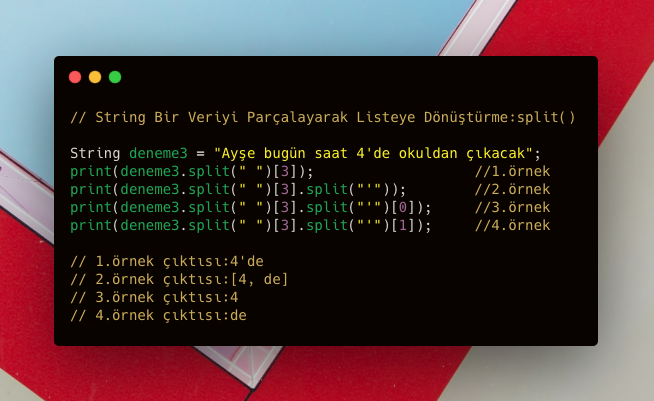 // String Bir Veriyi Parçalayarak Listeye Dönüştürme:split()
String deneme3 = "Ayşe bugün saat 4'de okuldan çıkacak";
print(deneme3.split(" ")[3]); //1.örnek
print(deneme3.split(" ")[3].split("'")); //2.örnek
print(deneme3.split(" ")[3].split("'")[0]); //3.örnek
print(deneme3.split(" ")[3].split("'")[1]); //4.örnek
// 1.örnek çıktısı:4'de
// 2.örnek çıktısı:[4, de]
// 3.örnek çıktısı:4
// 4.örnek çıktısı:de